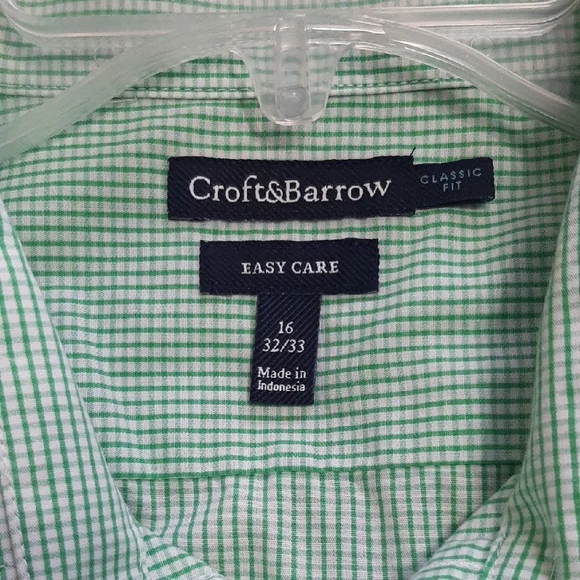 Croft&Barrow
CLASSIC
FIT
EASY CARE
16
32/33
Made in
Indonesia